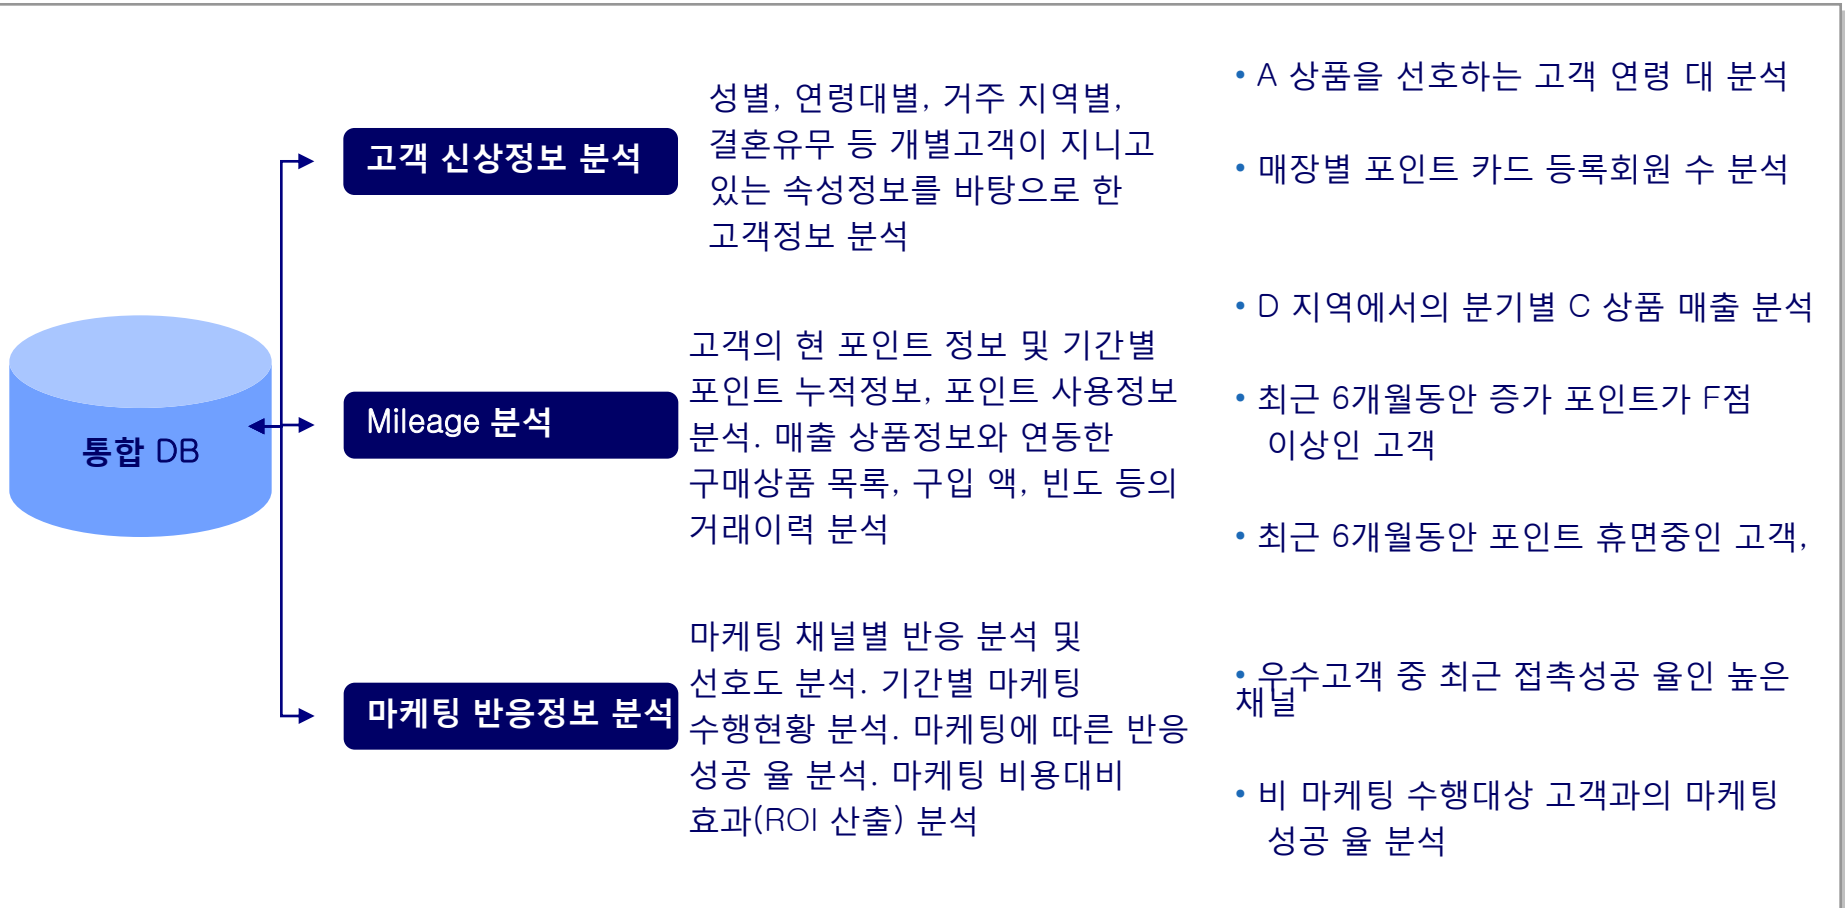 통합 DB
고객 신상정보 분석
성별, 연령대별, 거주 지역별,
결혼유무 등 개별고객이 지니고
있는 속성정보를 바탕으로 한
고객정보 분석
• A 상품을 선호하는 고객 연령 대 분석
• 매장별 포인트 카드 등록회원 수 분석
Mileage 분석
고객의 현 포인트 정보 및 기간별
포인트 누적정보, 포인트 사용정보
분석. 매출 상품정보와 연동한
구매상품 목록, 구입 액, 빈도 등의
거래이력 분석
• D 지역에서의 분기별 C 상품 매출 분석
• 최근 6개월동안 증가 포인트가 F점
이상인 고객
• 최근 6개월동안 포인트 휴면중인 고객,
마케팅 반응정보 분석
마케팅 채널별 반응 분석 및
선호도 분석. 기간별 마케팅
수행현황 분석. 마케팅에 따른 반응
성공 율 분석. 마케팅 비용대비
효과(ROI 산출) 분석
• 우수고객 중 최근 접촉성공 율인 높은
채널
• 비 마케팅 수행대상 고객과의 마케팅
성공 율 분석